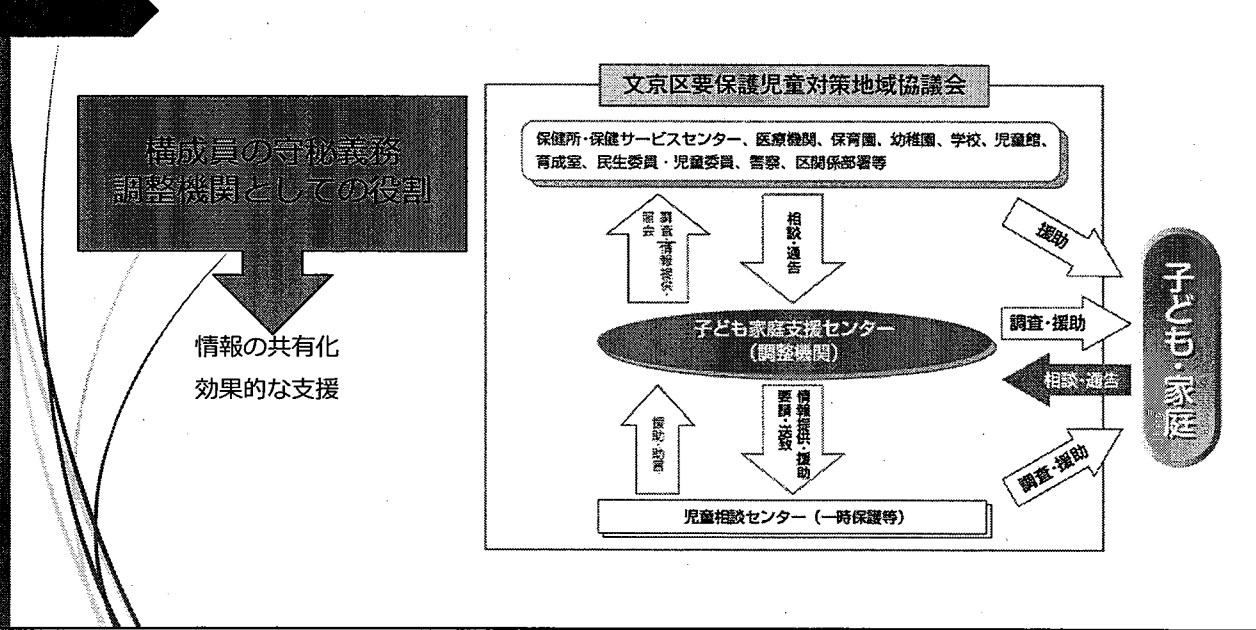 構成員の守秘義務
調整機関としての役割
情報の共有化
効果的な支援
文京区要保護児童対策地域協議会
保健所・保健サービスセンター、医療機関、保育園、幼稚園、学校、児童館、
育成室、民生委員・児童委員、警察、区関係部署等
調査・情報提供・
照会
相談・通告
援助
子ども家庭支援センター
(調整機関)
調査・援助
相談・通告
援助・助言
情報提供・援助
要請・送致
調査・援助
児童相談センター(一時保護等)
子ども・家庭